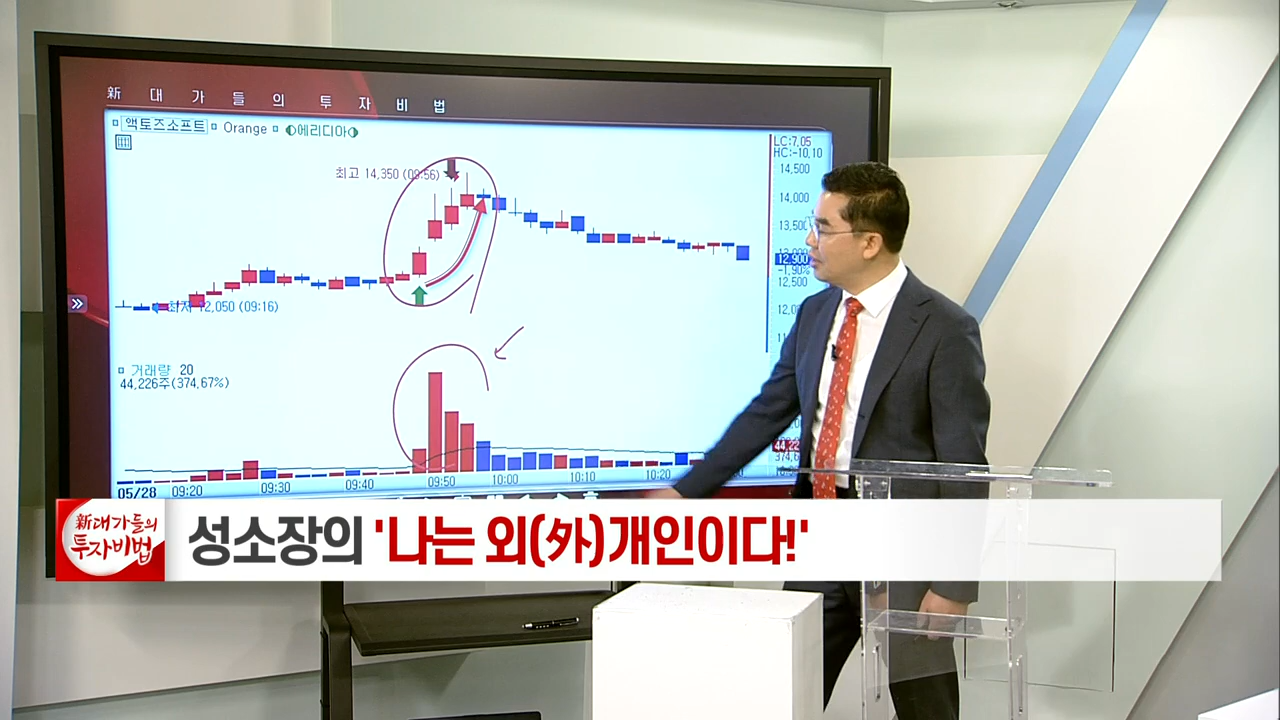 新 대가들의 투자비법
액토즈소프트 Orange ◐에리디아◑
LC:7,05
HC:-10,10
최고 14,350 (09:56)
14,500
14,000
13,500
12,900
-1,90%
12,500
최저 12,050 (09:16)
거래량 20
44,226주(374,67%)
05/28 09:20 09:30 09:40 09:50 10:00 10:10 10:20
新대가들의
투자비법
성소장의 '나는 외(外)개인이다!'